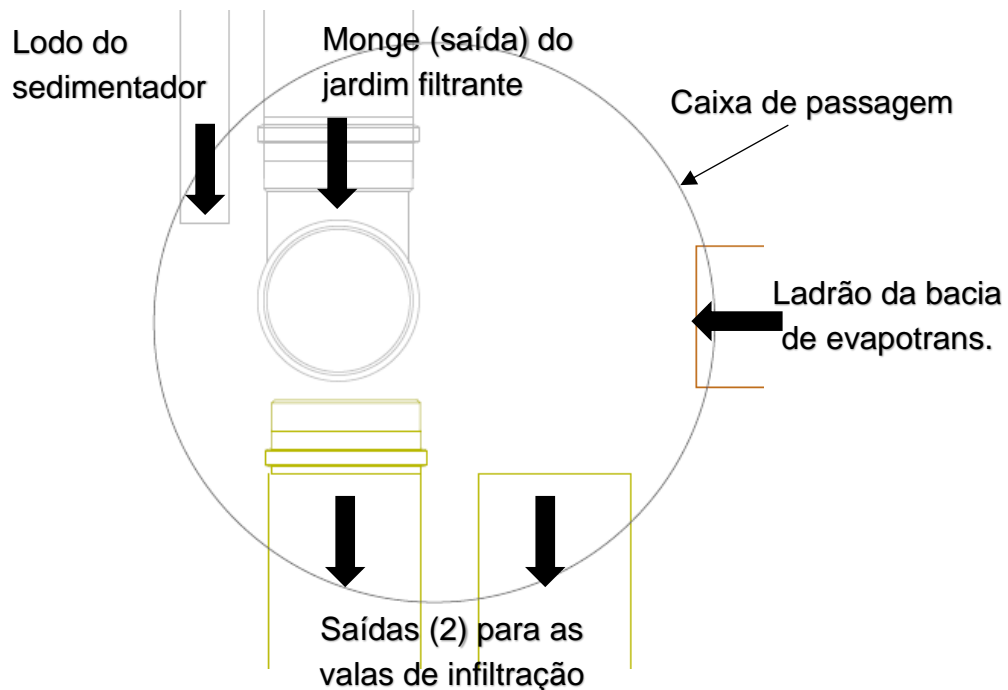 Lodo do
sedimentador
Monge (saída) do
jardim filtrante
Caixa de passagem
Ladrão da bacia
de evapotrans.
Saídas (2) para as
valas de infiltração